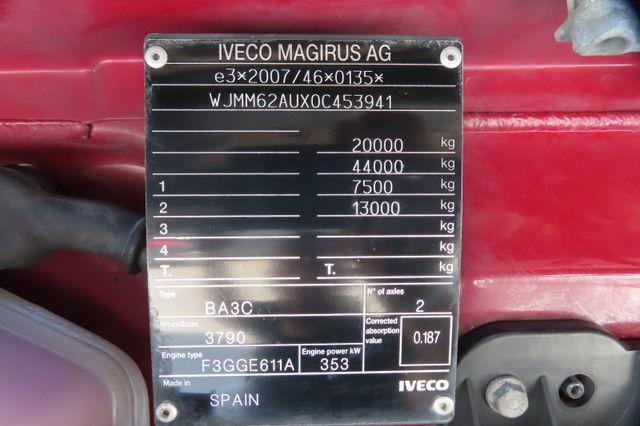 IVECO MAGIRUS AG
e3*2007/46*0135*
WJMM62AUX0C453941
20000 kg
44000 kg
1 7500 kg
2 13000 kg
3 kg
4 kg
T. T. kg
Type BA3C N° of axles 2
Wheelbase 3790 Corrected absorption value 0.187
Engine type F3GGE611A Engine power kW 353
Made in SPAIN IVECO